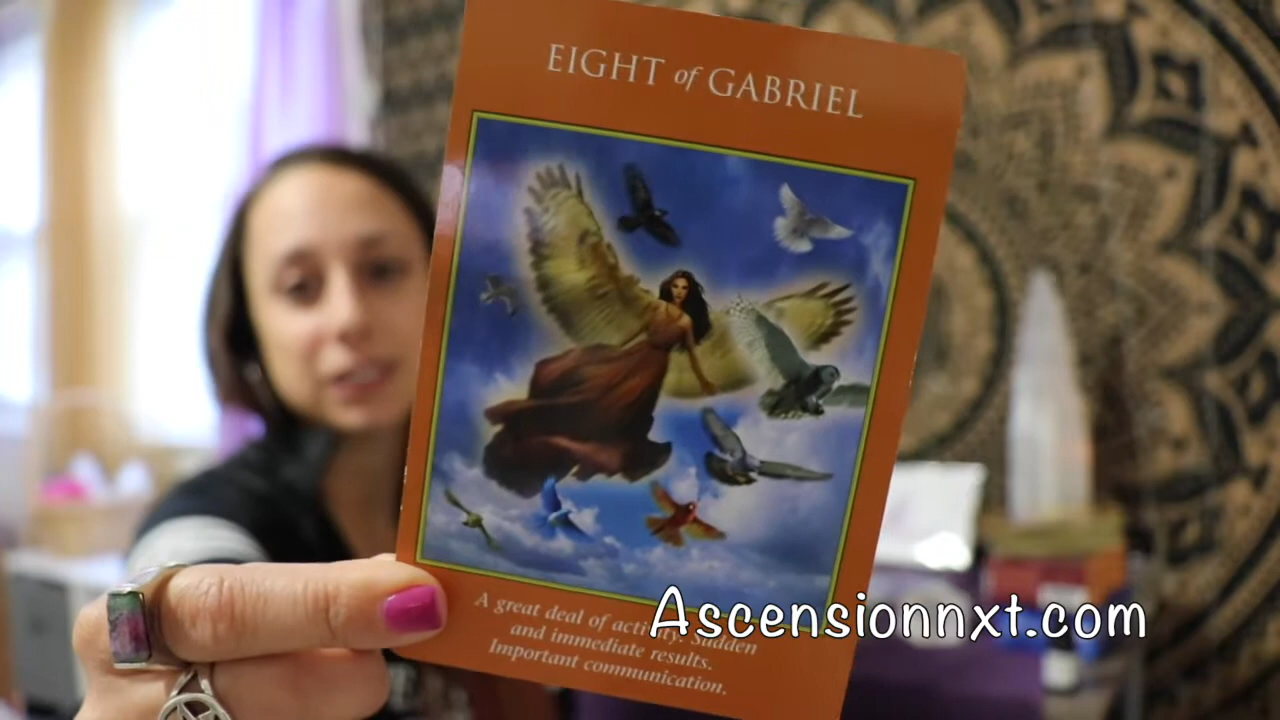 EIGHT of GABRIEL
A great deal of activity. Sudden
and immediate results.
Important communication.
Ascensionnxt.com